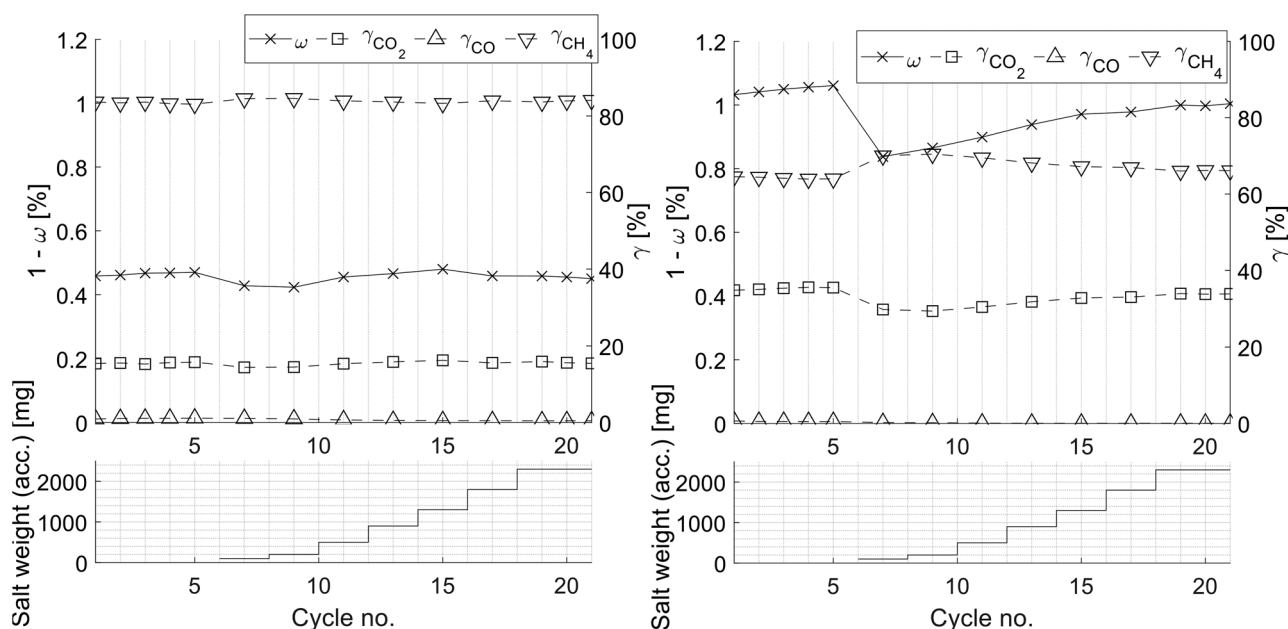 ω γCO2 γCO γCH4
1.2
1
0.8
0.6
0.4
0.2
0
1 - ω [%]
100
80
60
40
20
0
γ [%]
5 10 15 20
Salt weight (acc.) [mg]
2000
1000
0
5 10 15 20
Cycle no.
ω γCO2 γCO γCH4
1.2
1
0.8
0.6
0.4
0.2
0
1 - ω [%]
100
80
60
40
20
0
γ [%]
5 10 15 20
Salt weight (acc.) [mg]
2000
1000
0
5 10 15 20
Cycle no.